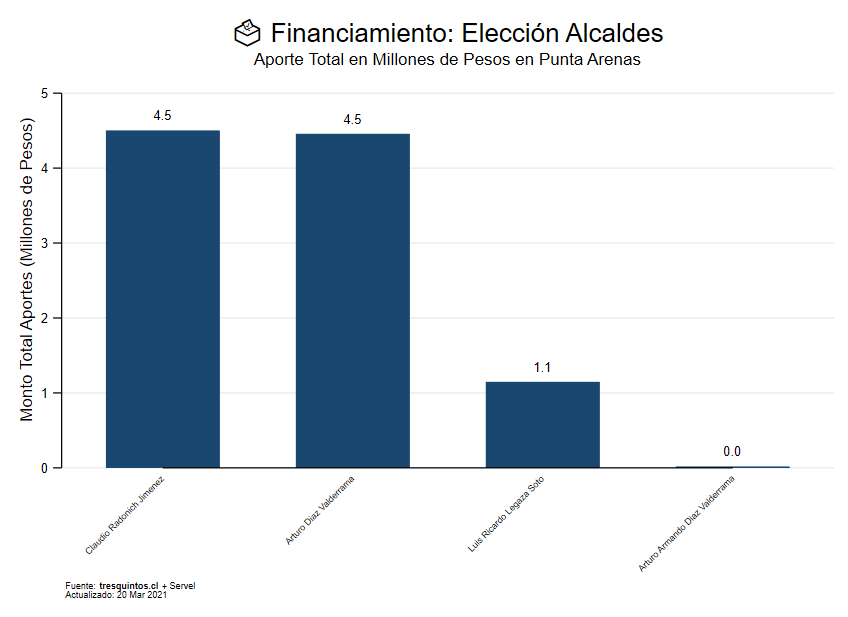 Financiamiento: Elección Alcaldes
Aporte Total en Millones de Pesos en Punta Arenas
Monto Total Aportes (Millones de Pesos)
5
4
3
2
1
0
4.5
4.5
1.1
0.0
Claudio Radonich Jimenez
Arturo Diaz Valderrama
Luis Ricardo Legaza Soto
Arturo Armando Diaz Valderrama
Fuente: tresquintos.cl + Servel
Actualizado: 20 Mar 2021